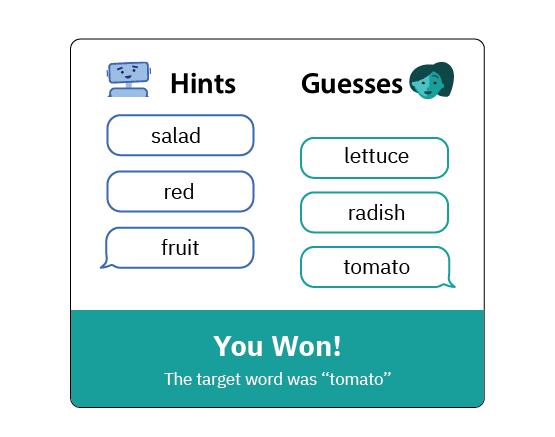 Hints
Guesses
salad
lettuce
red
radish
fruit
tomato
You Won!
The target word was “tomato”